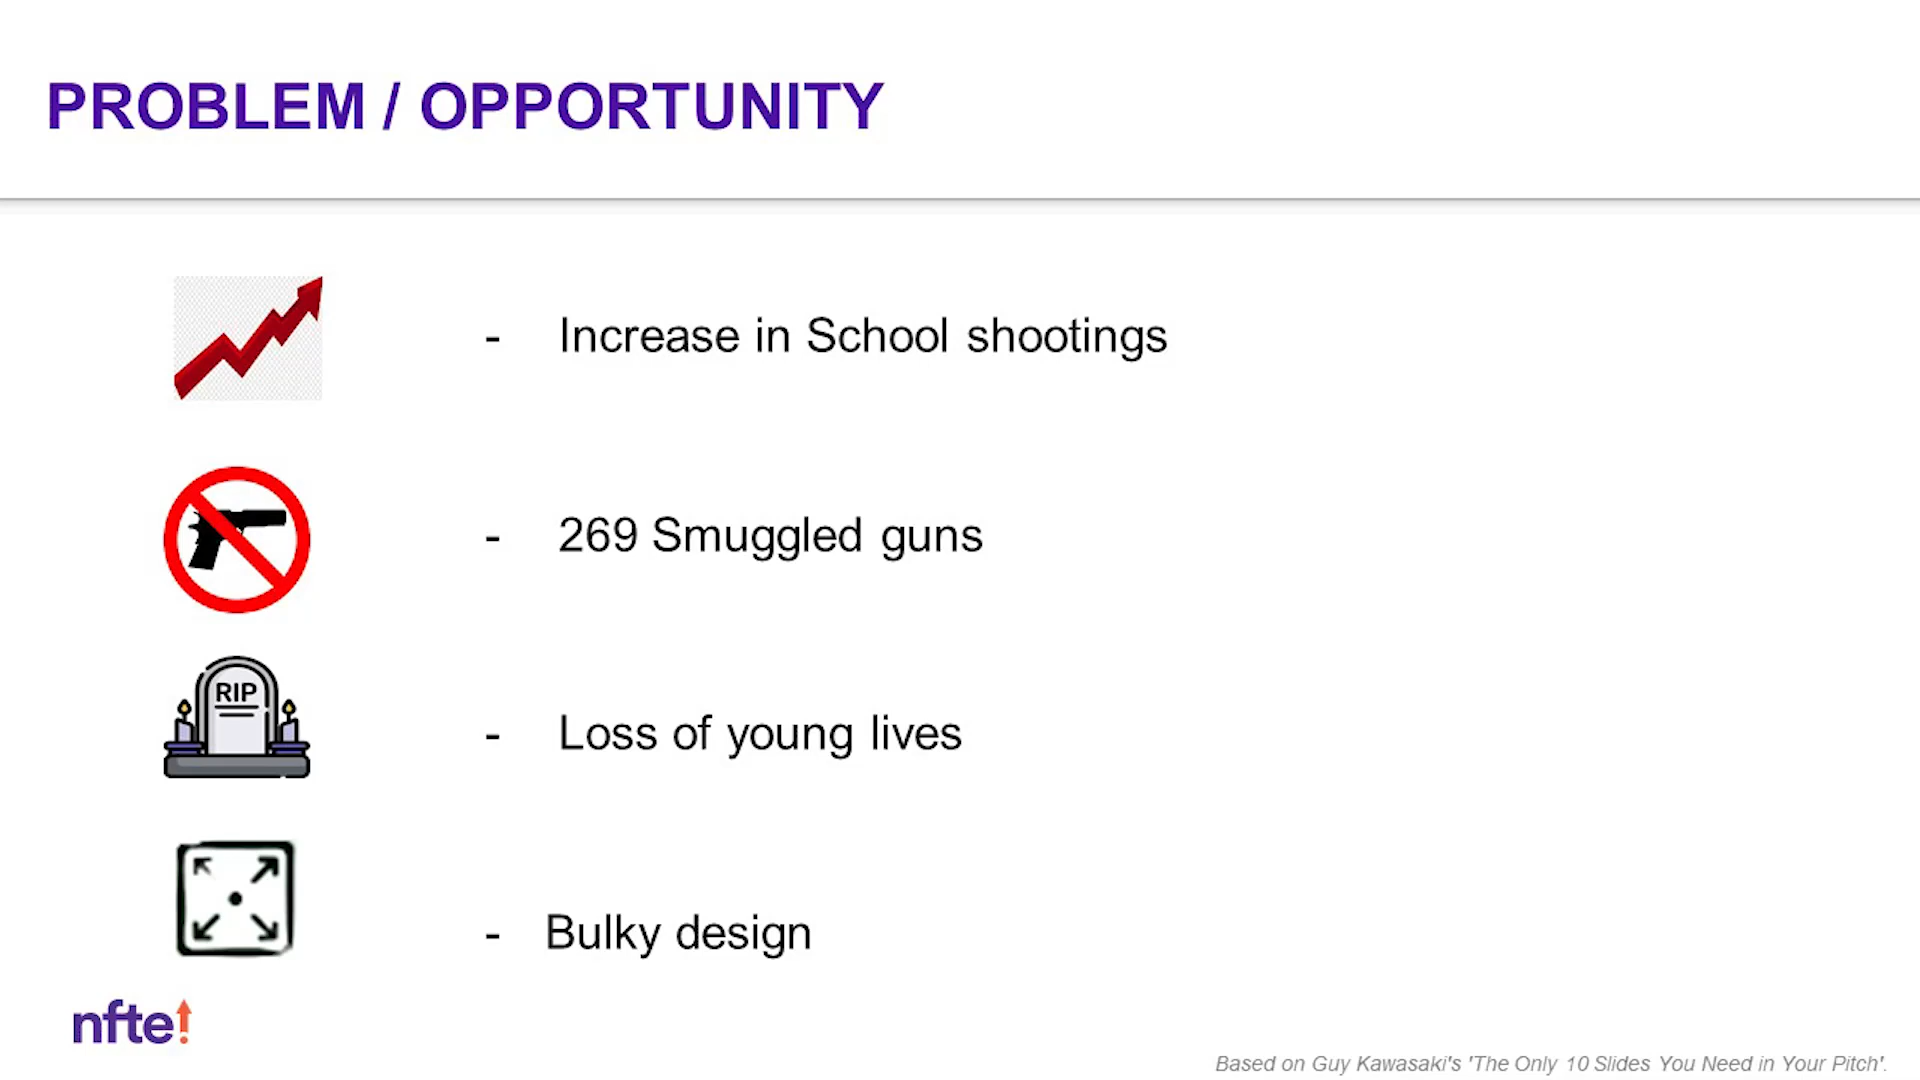 PROBLEM / OPPORTUNITY
- Increase in School shootings
- 269 Smuggled guns
RIP
- Loss of young lives
- Bulky design
nfte!
Based on Guy Kawasaki's 'The Only 10 Slides You Need in Your Pitch'.